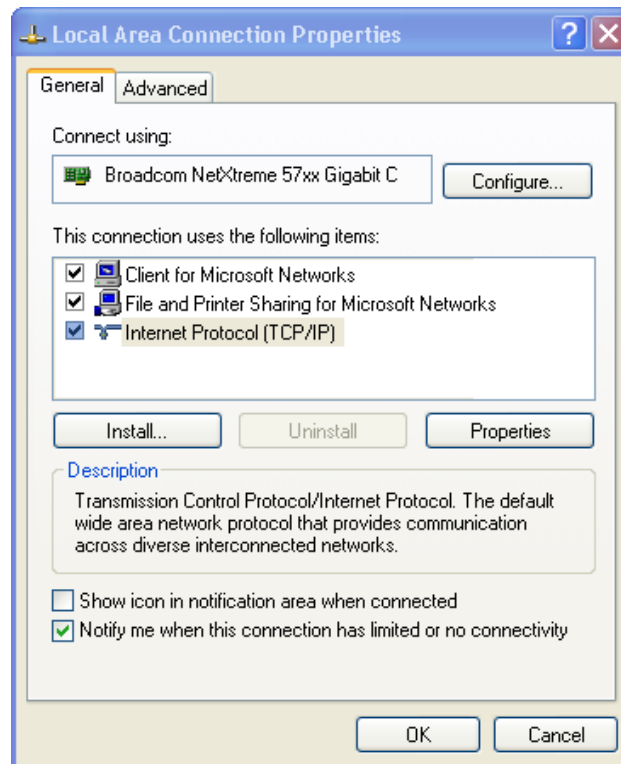 Local Area Connection Properties
General Advanced
Connect using:
Broadcom NetXtreme 57xx Gigabit C
Configure...
This connection uses the following items:
Client for Microsoft Networks
File and Printer Sharing for Microsoft Networks
Internet Protocol (TCP/IP)
Install... Uninstall Properties
Description
Transmission Control Protocol/Internet Protocol. The default
wide area network protocol that provides communication
across diverse interconnected networks.
Show icon in notification area when connected
Notify me when this connection has limited or no connectivity
OK Cancel